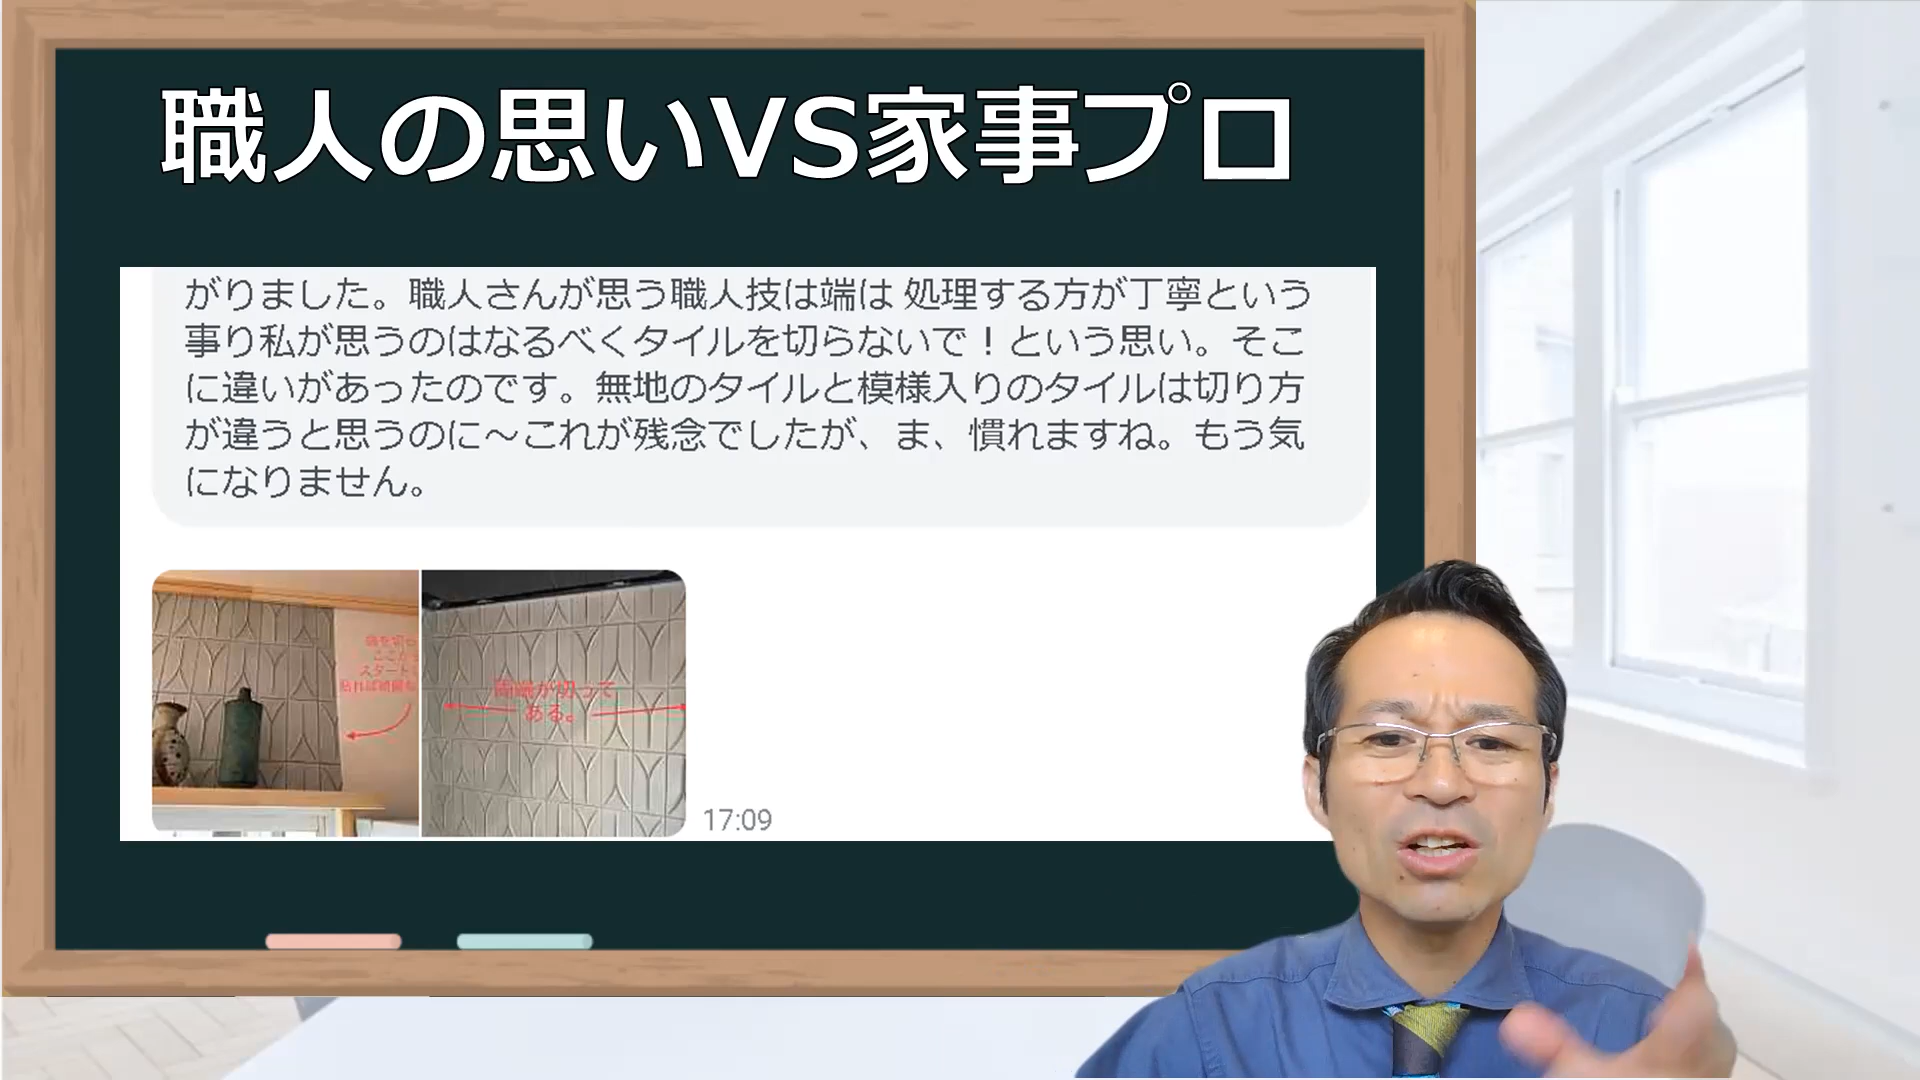 職人の思いVS家事プロ
がりました。職人さんが思う職人技は端は 処理する方が丁寧という
事り私が思うのはなるべくタイルを切らないで！という思い。そこ
に違いがあったのです。無地のタイルと模様入りのタイルは切り方
が違うと思うのに～これが残念でしたが、ま、慣れますね。もう気
になりません。
両端が切って
ある。
17:09